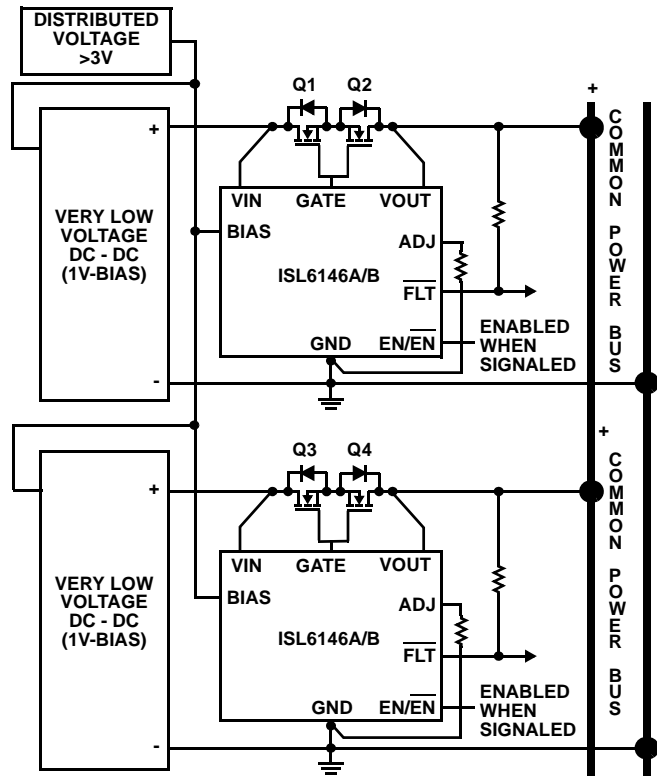 DISTRIBUTED
VOLTAGE
>3V
Q1
Q2
+
+
VERY LOW
VOLTAGE
DC - DC
(1V-BIAS)
-
VIN
GATE
VOUT
BIAS
ADJ
ISL6146A/B
FLT
GND
EN/EN
ENABLED
WHEN
SIGNALED
COMMON POWER BUS
Q3
Q4
+
+
VERY LOW
VOLTAGE
DC - DC
(1V-BIAS)
-
VIN
GATE
VOUT
BIAS
ADJ
ISL6146A/B
FLT
GND
EN/EN
ENABLED
WHEN
SIGNALED
COMMON POWER BUS